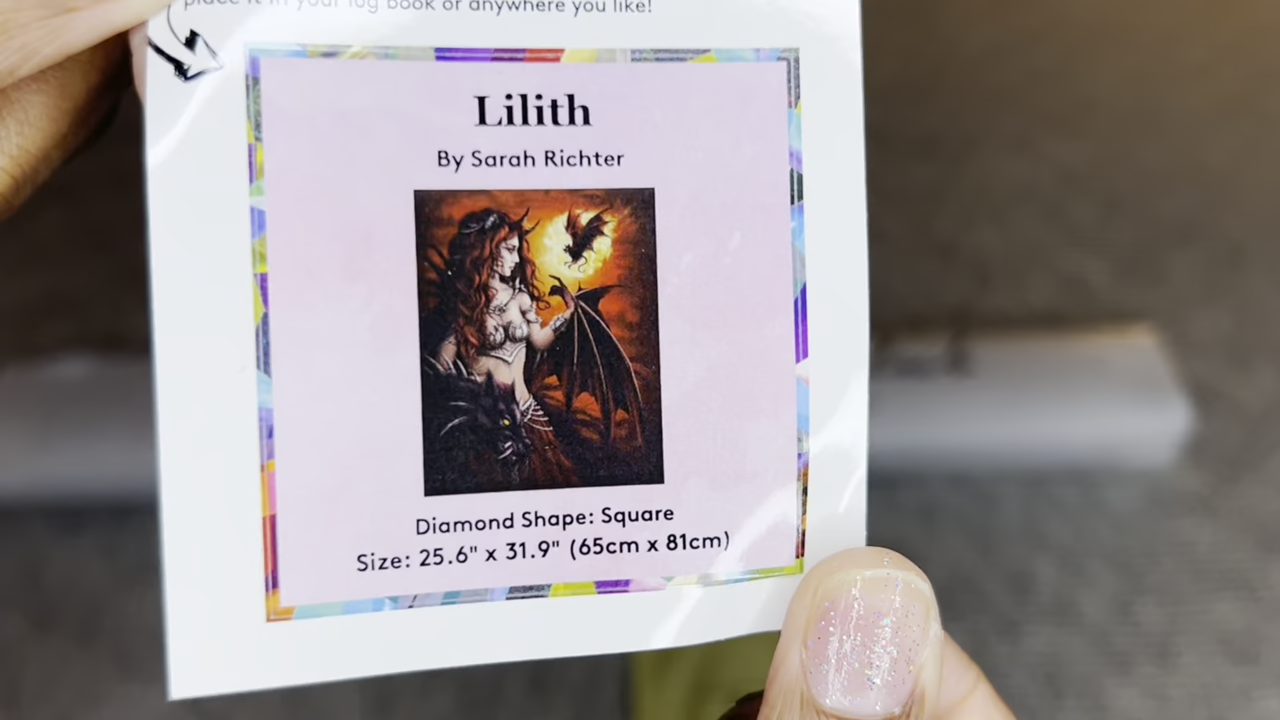 place it in your log book or anywhere you like!
Lilith
By Sarah Richter
Diamond Shape: Square
Size: 25.6" x 31.9" (65cm x 81cm)